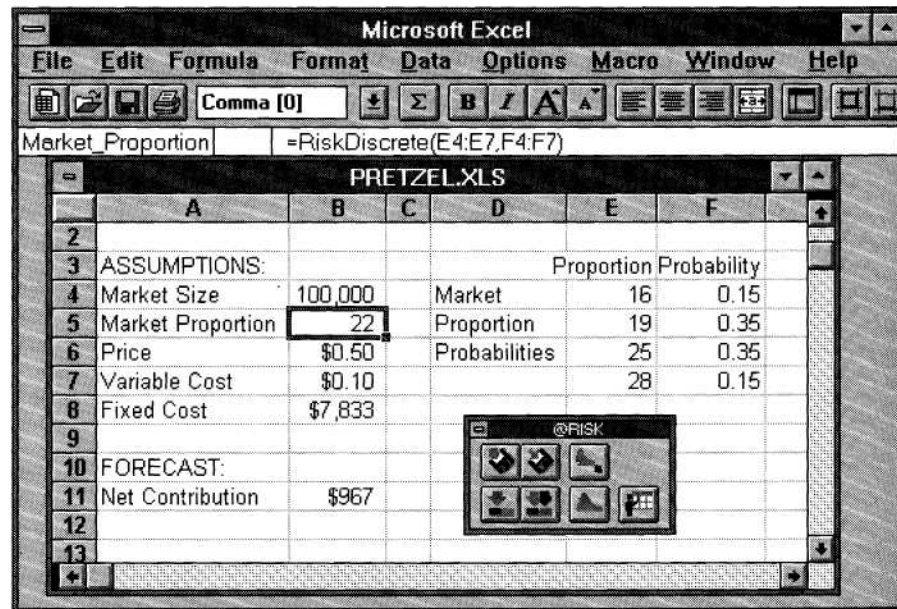 Microsoft Excel
File Edit Formula Format Data Options Macro Window Help
Comma [0] Σ B I A A a
Market_Proportion =RiskDiscrete(E4:E7,F4:F7)
PRETZEL.XLS
A B C D E F
2
3 ASSUMPTIONS: Proportion Probability
4 Market Size 100,000 Market 16 0.15
5 Market Proportion 22 Proportion 19 0.35
6 Price $0.50 Probabilities 25 0.35
7 Variable Cost $0.10 28 0.15
8 Fixed Cost $7,833
9 @RISK
10 FORECAST:
11 Net Contribution $967
12
13